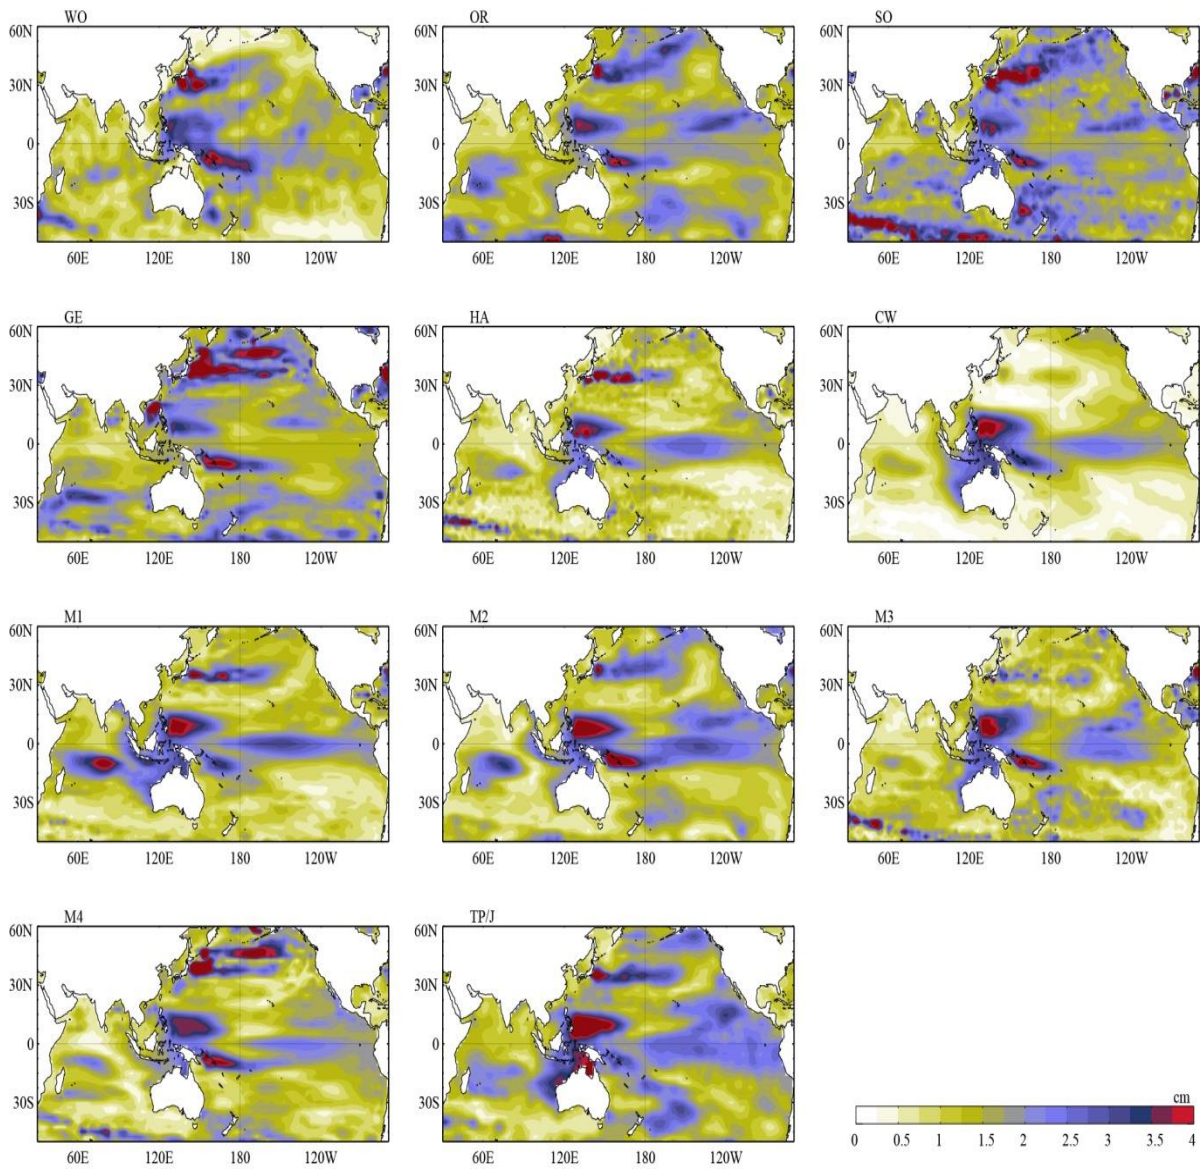 WO OR SO
60N 60N 60N
30N 30N 30N
0 0 0
30S 30S 30S
60E 120E 180 120W 60E 120E 180 120W 60E 120E 180 120W
GE HA CW
60N 60N 60N
30N 30N 30N
0 0 0
30S 30S 30S
60E 120E 180 120W 60E 120E 180 120W 60E 120E 180 120W
M1 M2 M3
60N 60N 60N
30N 30N 30N
0 0 0
30S 30S 30S
60E 120E 180 120W 60E 120E 180 120W 60E 120E 180 120W
M4 TP/J
60N 60N
30N 30N
0 0
30S 30S
60E 120E 180 120W 60E 120E 180 120W
cm
0 0.5 1 1.5 2 2.5 3 3.5 4